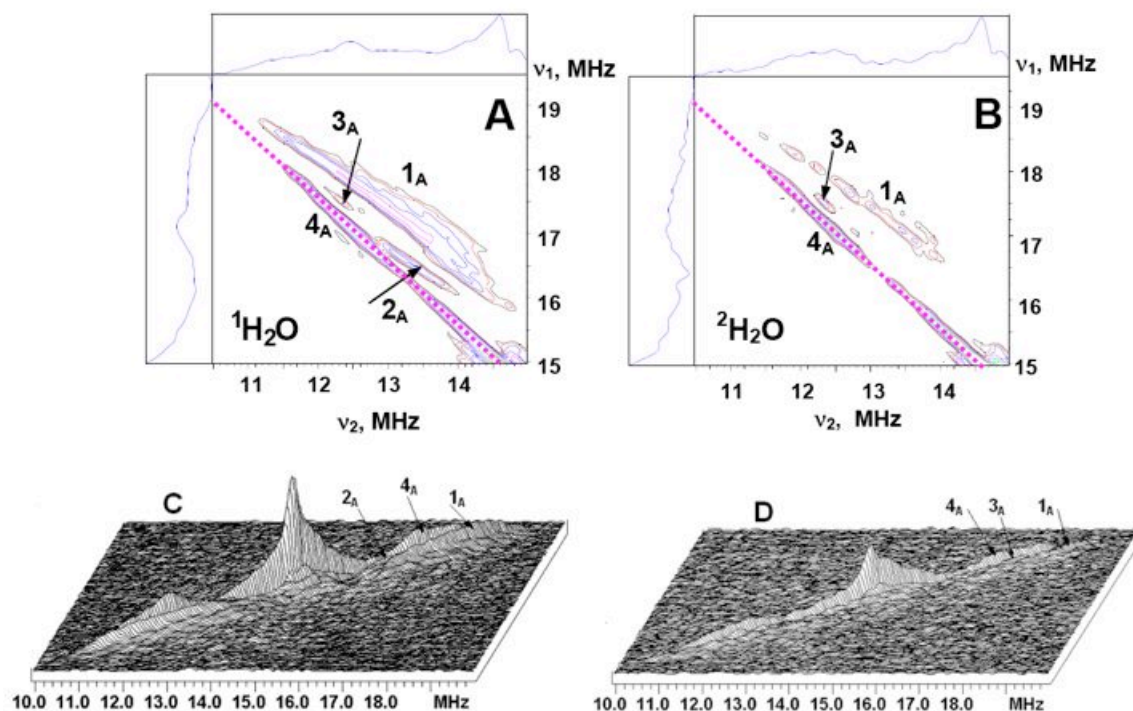 ν₁, MHz
A
19
3A
18
1A
17
4A
16
2A
¹H₂O
15
11 12 13 14
ν₂, MHz
ν₁, MHz
B
19
3A
18
1A
17
4A
16
²H₂O
15
11 12 13 14
ν₂, MHz
C
2A 4A 1A
10.0 11.0 12.0 13.0 14.0 15.0 16.0 17.0 18.0 MHz
D
4A 3A 1A
10.0 11.0 12.0 13.0 14.0 15.0 16.0 17.0 18.0 MHz